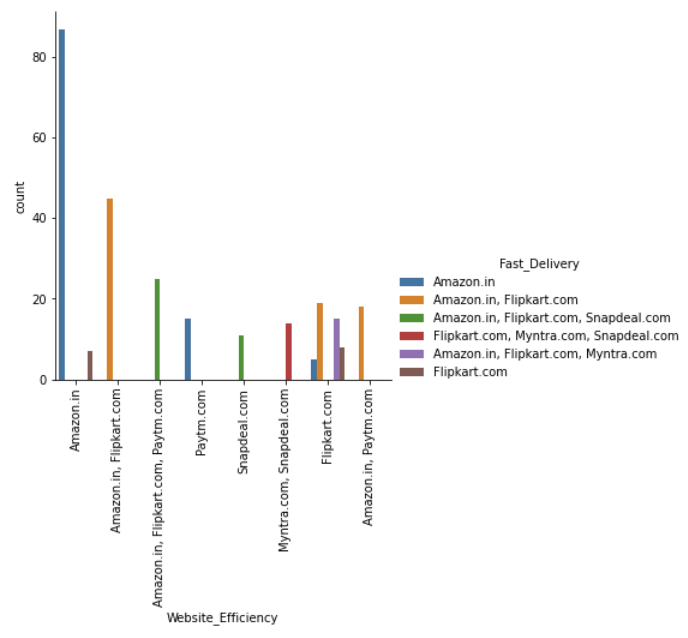 80
60
40
20
0
count
Fast_Delivery
Amazon.in
Amazon.in, Flipkart.com
Amazon.in, Flipkart.com, Snapdeal.com
Flipkart.com, Myntra.com, Snapdeal.com
Amazon.in, Flipkart.com, Myntra.com
Flipkart.com
Amazon.in
Amazon.in, Flipkart.com
Amazon.in, Flipkart.com, Paytm.com
Paytm.com
Snapdeal.com
Myntra.com, Snapdeal.com
Flipkart.com
Amazon.in, Paytm.com
Website_Efficiency